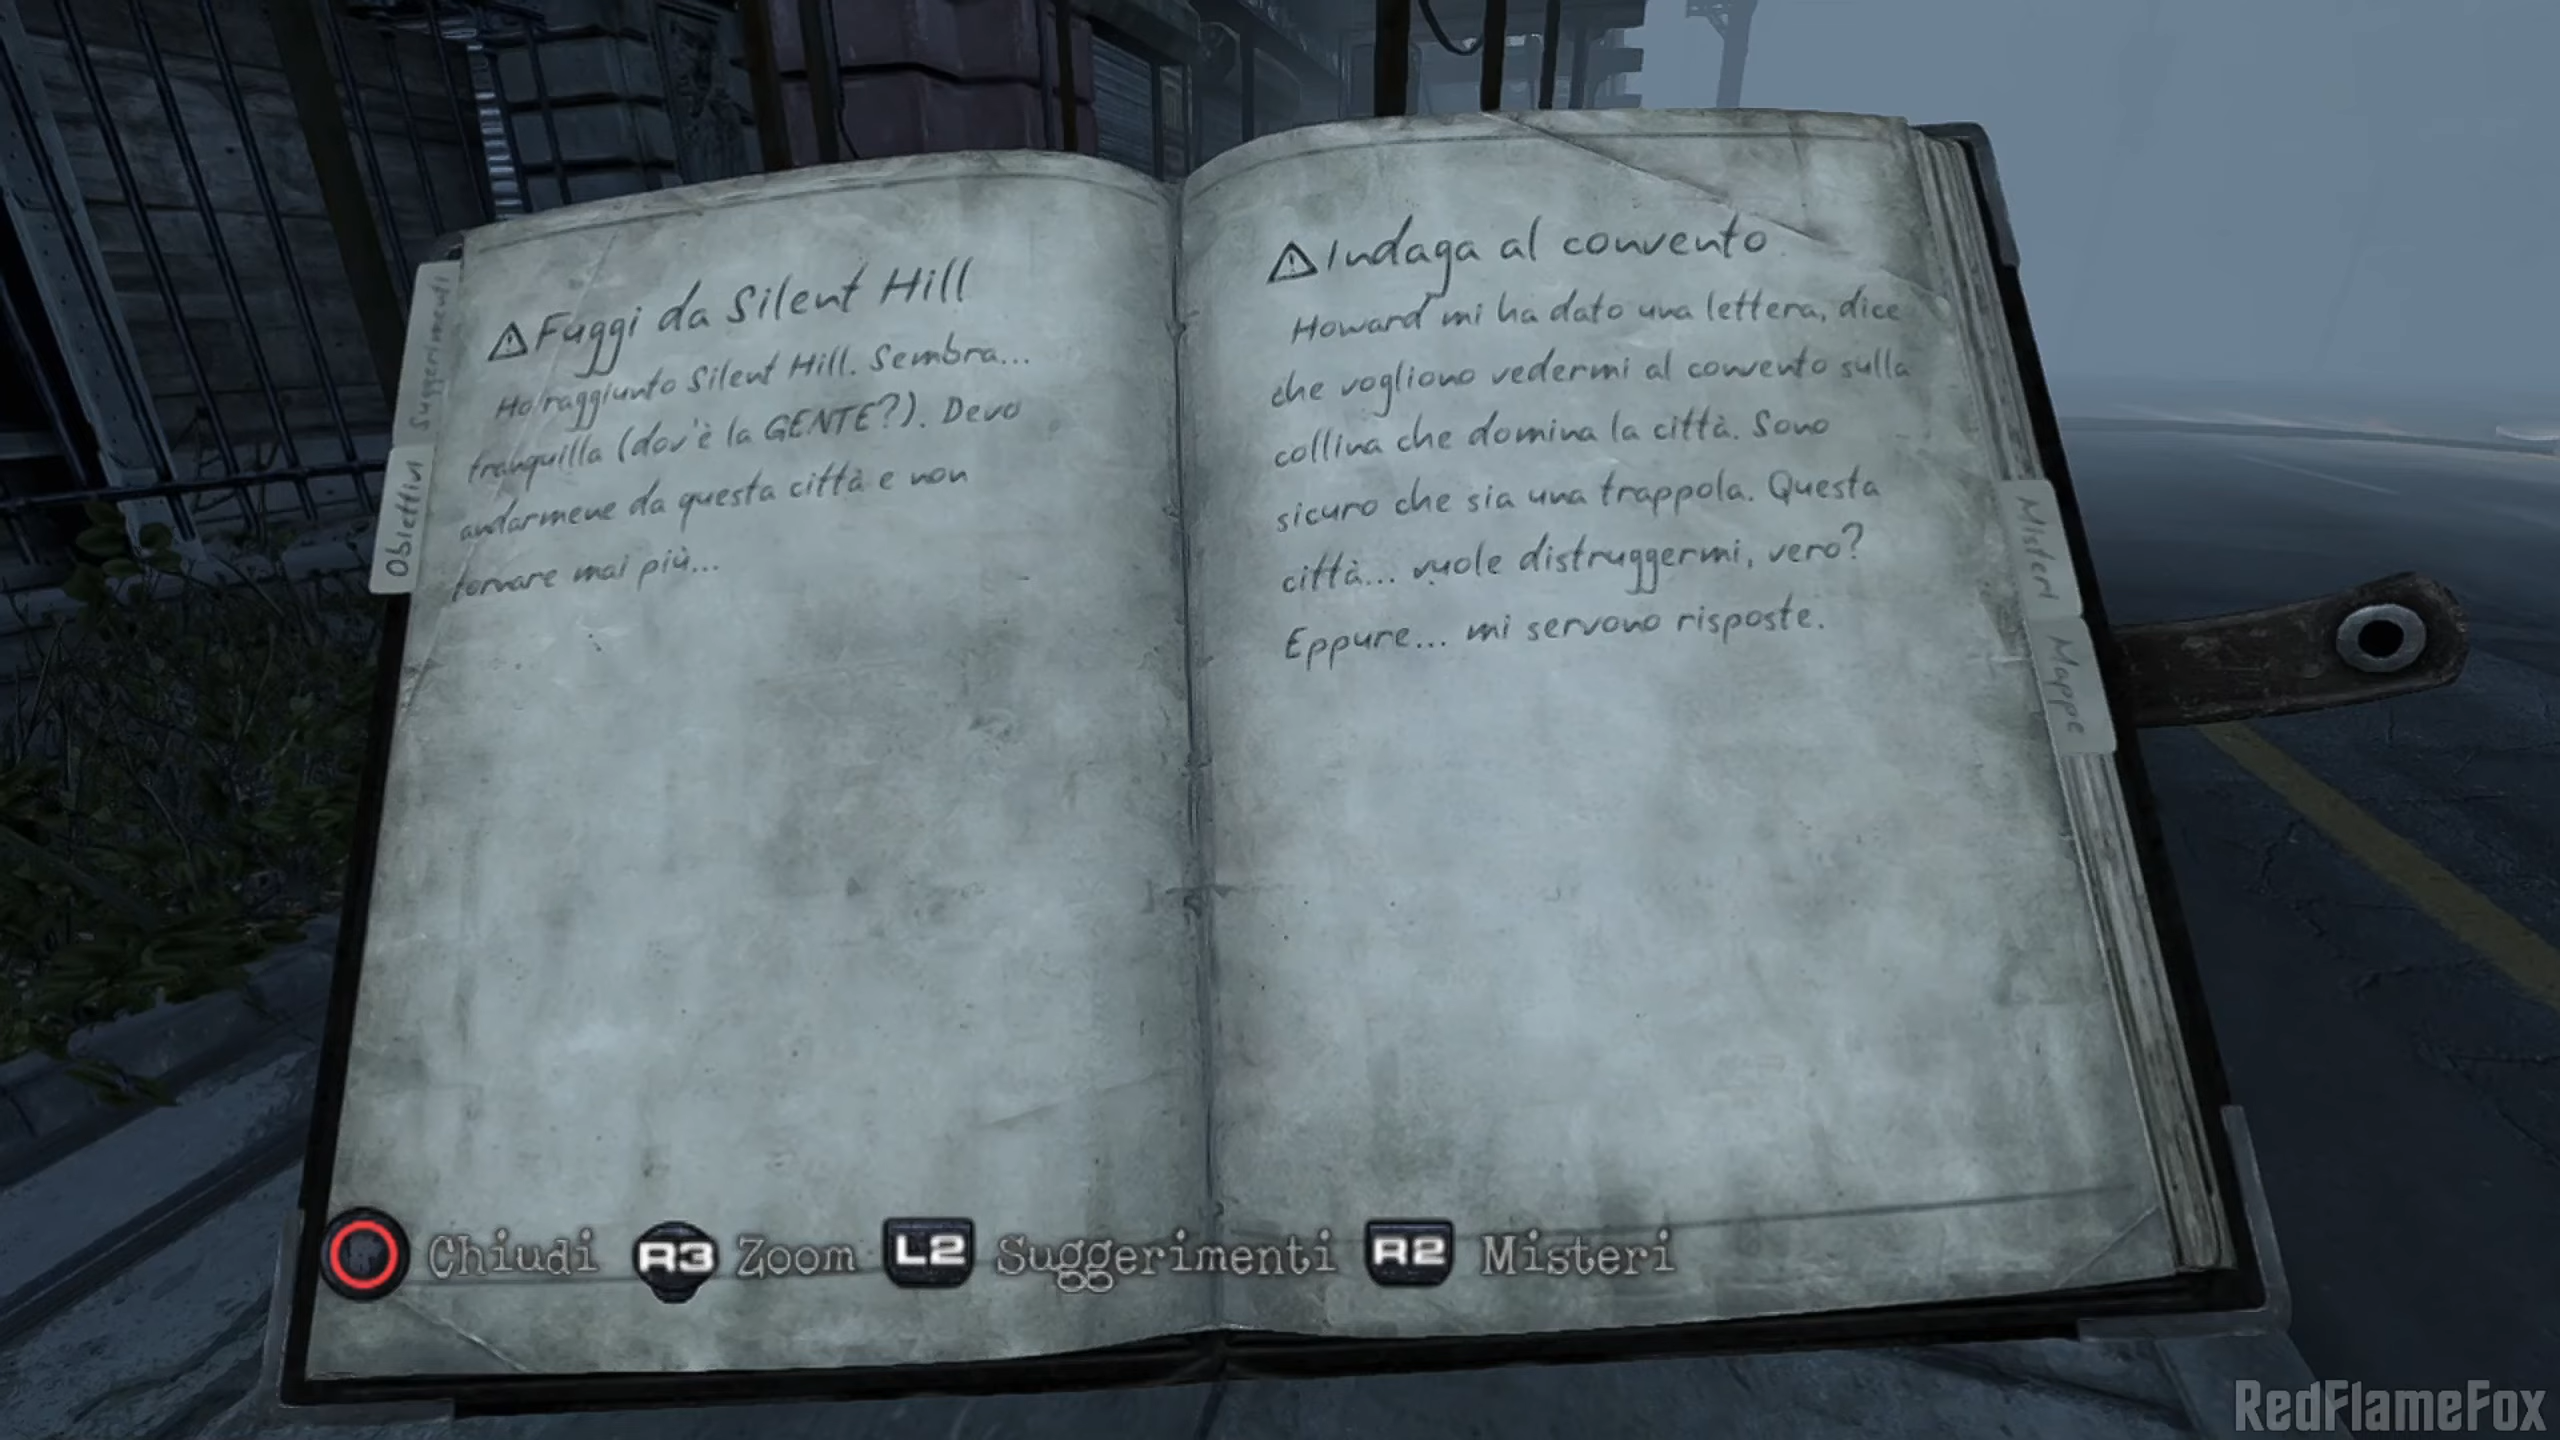 Suggerimenti
Obiettivi
Fuggi da Silent Hill
Ho raggiunto Silent Hill. Sembra...
tranquilla (dov'è la GENTE?). Devo
andarmene da questa città e non
tornare mai più...
Indaga al convento
Howard mi ha dato una lettera, dice
che vogliono vedermi al convento sulla
collina che domina la città. Sono
sicuro che sia una trappola. Questa
città... vuole distruggermi, vero?
Eppure... mi servono risposte.
Misteri
Mappe
Chiudi R3 Zoom L2 Suggerimenti R2 Misteri
RedFlameFox